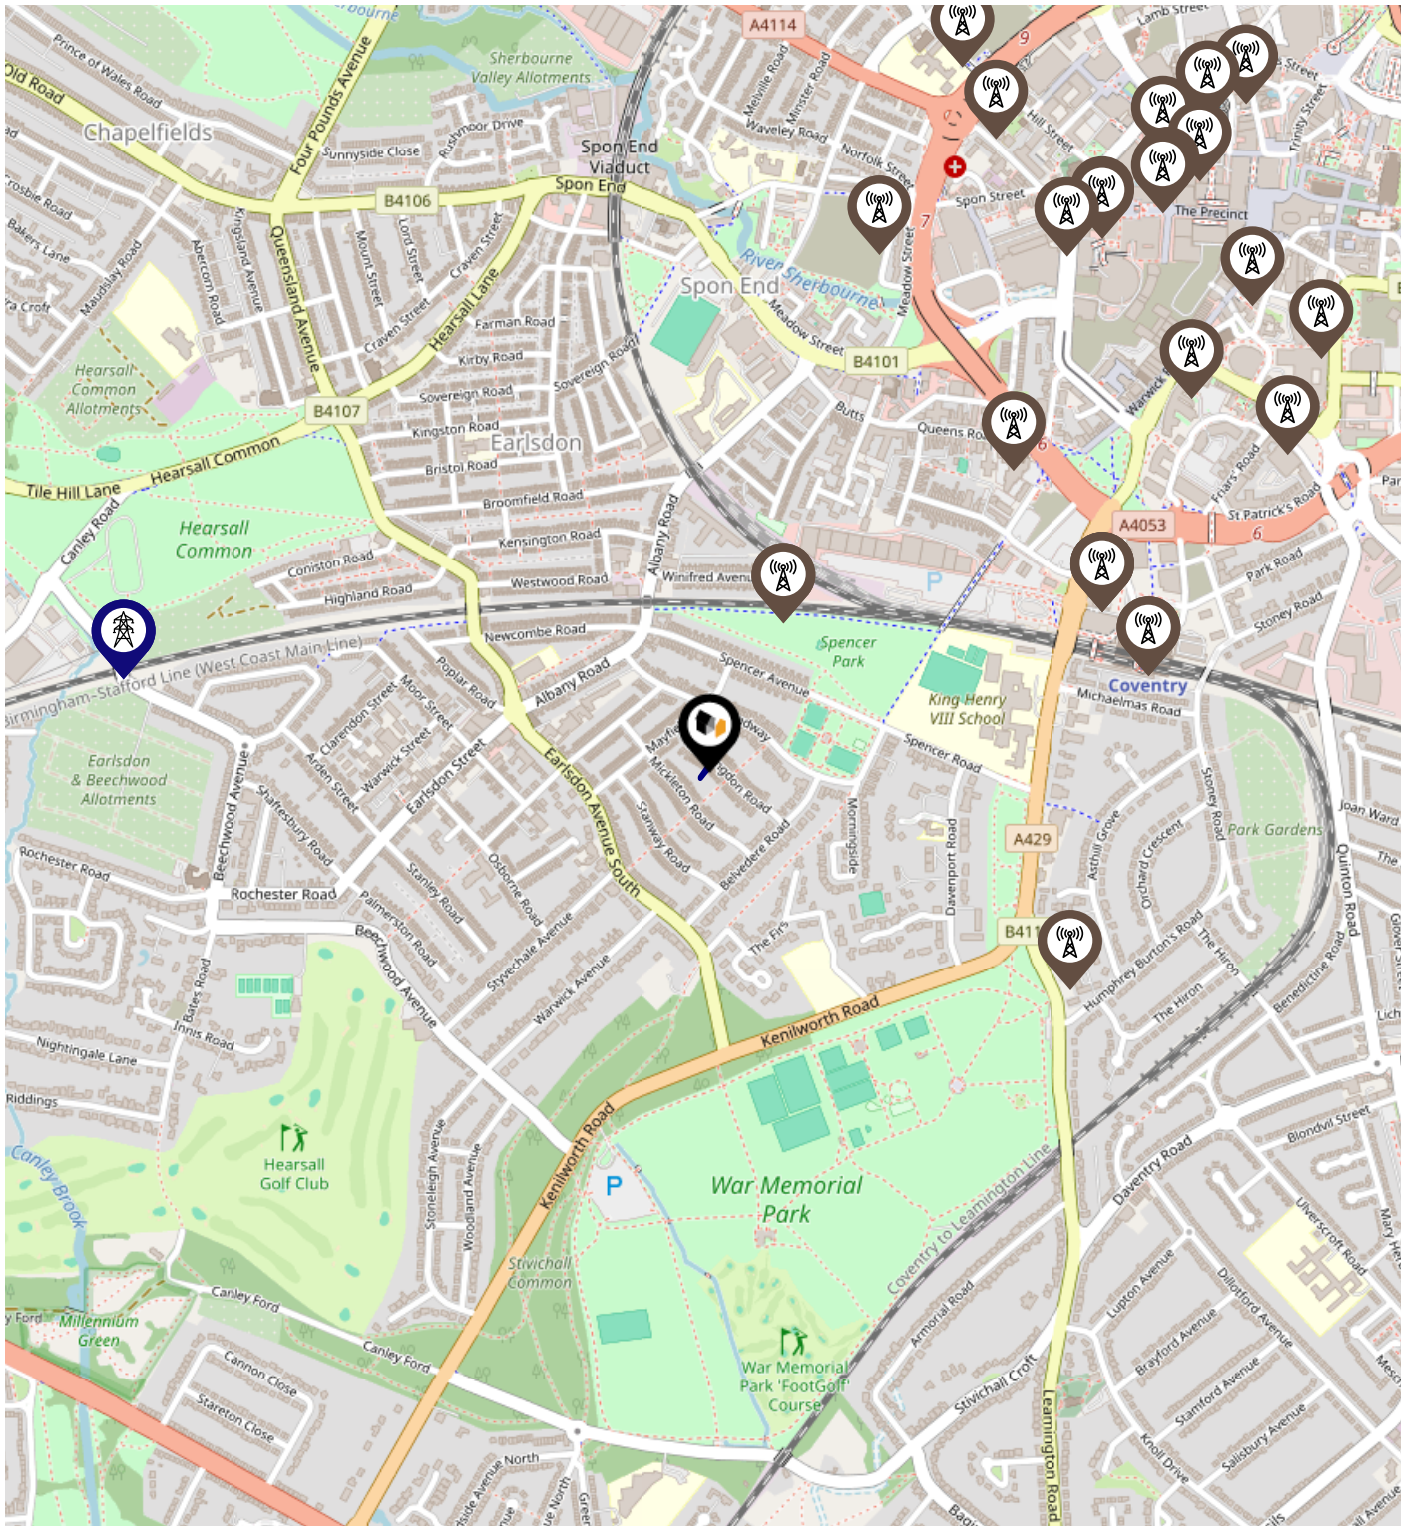 A4114
Lamb Street
9
Sherbourne
Valley Allotments
Prince of Wales Road
Old Road
Four Pounds Avenue
Melville Road
Minster Road
Chapelfields
Rushmoor Drive
Waveley Road
Hill Street
Trinity Street
Sunnyside Close
Spon End
Viaduct
Norfolk Street
Spon End
B4106
Spon Street
The Precinct
7
Bakers Lane
Kingsland Avenue
Abercorn Road
Mount Street
Lord Street
Craven Street
Maudslay Road
Queensland Avenue
River Sherbourne
Meadow Street
Spon End
Hearsall Lane
Farman Road
Craven Street
Meadow Street
Kirby Road
Sovereign Road
B4101
Hearsall
Common
Allotments
Sovereign Road
B4107
Butts
Kingston Road
Earlsdon
6
Hearsall Common
Bristol Road
Tile Hill Lane
Broomfield Road
Albany Road
Friars Road
St.Patrick's Road
Canley Road
Hearsall
Common
Kensington Road
A4053
6
Coniston Road
Westwood Road
P
Park Road
Highland Road
Stoney Road
Newcombe Road
Spencer
Park
Birmingham-Stafford Line (West Coast Main Line)
Spencer Avenue
Poplar Road
Albany Road
Coventry
Moor Street
King Henry
VIII School
Michaelmas Road
Clarendon Street
Warwick Street
Arden Street
Earlsdon Street
Spencer Road
Earlsdon
& Beechwood
Allotments
Beechwood Avenue
Shaftesbury Road
Earlsdon Avenue South
Mickleton Road
Stanway Road
Belvedere Road
Morningside
Davenport Road
A429
Asthill Grove
Orchard Crescent
Stoney Road
Park Gardens
Joan Ward
Quinton Road
Rochester Road
Rochester Road
Stanley Road
Osborne Road
Palmerston Road
Styvechale Avenue
Warwick Avenue
The Firs
Humphrey Burton's Road
The Hiron
The Hiron
Benedictine Road
Beechwood Avenue
Bates Road
Innis Road
Nightingale Lane
Kenilworth Road
Riddings
Canley Brook
Hearsall
Golf Club
Stoneleigh Avenue
Woodland Avenue
Kenilworth Road
P
War Memorial
Park
Coventry to Leamington Line
Daventry Road
Blondvil Street
Ulverscroft Road
Stivichall
Common
Canley Ford
Canley Ford
Millennium
Green
Cannon Close
Stareton Close
War Memorial
Park 'FootGolf'
Course
Armorial Road
Lupton Avenue
Dillotford Avenue
Brayford Avenue
Stamford Avenue
Salisbury Avenue
Knoll Drive
Stivichall Croft
Leamington Road